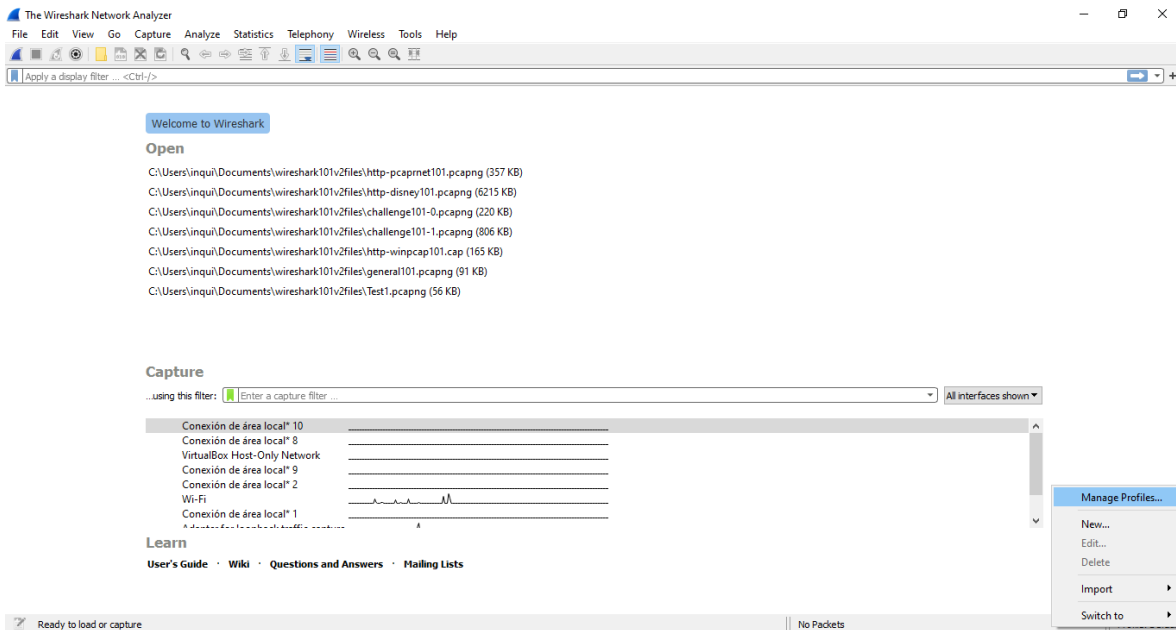 The Wireshark Network Analyzer
File Edit View Go Capture Analyze Statistics Telephony Wireless Tools Help
Apply a display filter ... <Ctrl-/>
+
Welcome to Wireshark
Open
C:\Users\inqui\Documents\wireshark101v2files\http-pcaprnet101.pcapng (357 KB)
C:\Users\inqui\Documents\wireshark101v2files\http-disney101.pcapng (6215 KB)
C:\Users\inqui\Documents\wireshark101v2files\challenge101-0.pcapng (220 KB)
C:\Users\inqui\Documents\wireshark101v2files\challenge101-1.pcapng (806 KB)
C:\Users\inqui\Documents\wireshark101v2files\http-winpcap101.cap (165 KB)
C:\Users\inqui\Documents\wireshark101v2files\general101.pcapng (91 KB)
C:\Users\inqui\Documents\wireshark101v2files\Test1.pcapng (56 KB)
Capture
...using this filter: Enter a capture filter ... All interfaces shown
Conexión de área local* 10
Conexión de área local* 8
VirtualBox Host-Only Network
Conexión de área local* 9
Conexión de área local* 2
Wi-Fi
Conexión de área local* 1
Adapter for loopback traffic capture
Learn
User's Guide · Wiki · Questions and Answers · Mailing Lists
Manage Profiles...
New...
Edit...
Delete
Import
Switch to
Ready to load or capture No Packets